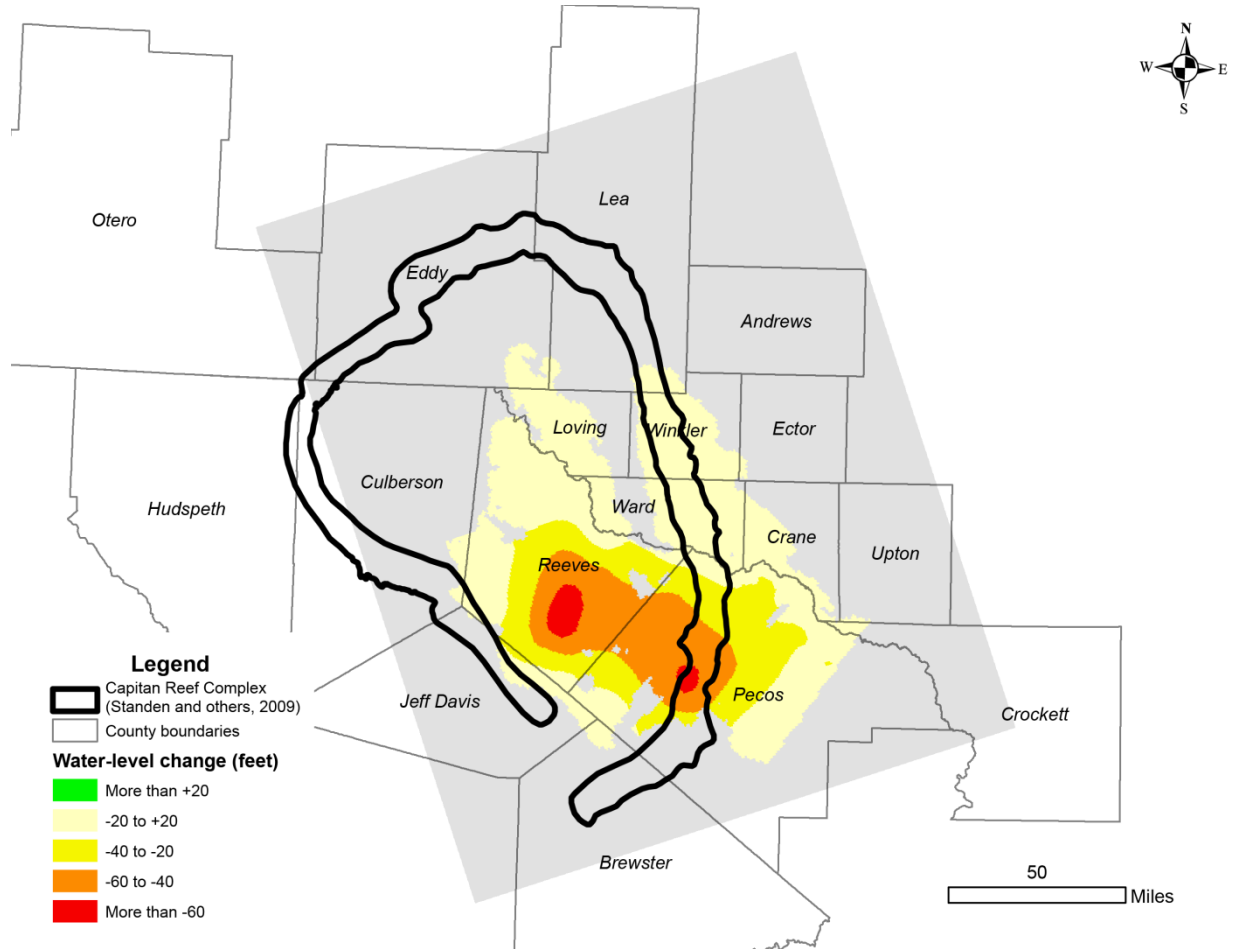 N
W E
S
Lea
Otero
Eddy
Andrews
Loving
Winkler
Ector
Culberson
Hudspeth
Ward
Crane
Upton
Reeves
Jeff Davis
Pecos
Crockett
Brewster
Legend
Capitan Reef Complex
(Standen and others, 2009)
County boundaries
Water-level change (feet)
More than +20
-20 to +20
-40 to -20
-60 to -40
More than -60
50
Miles